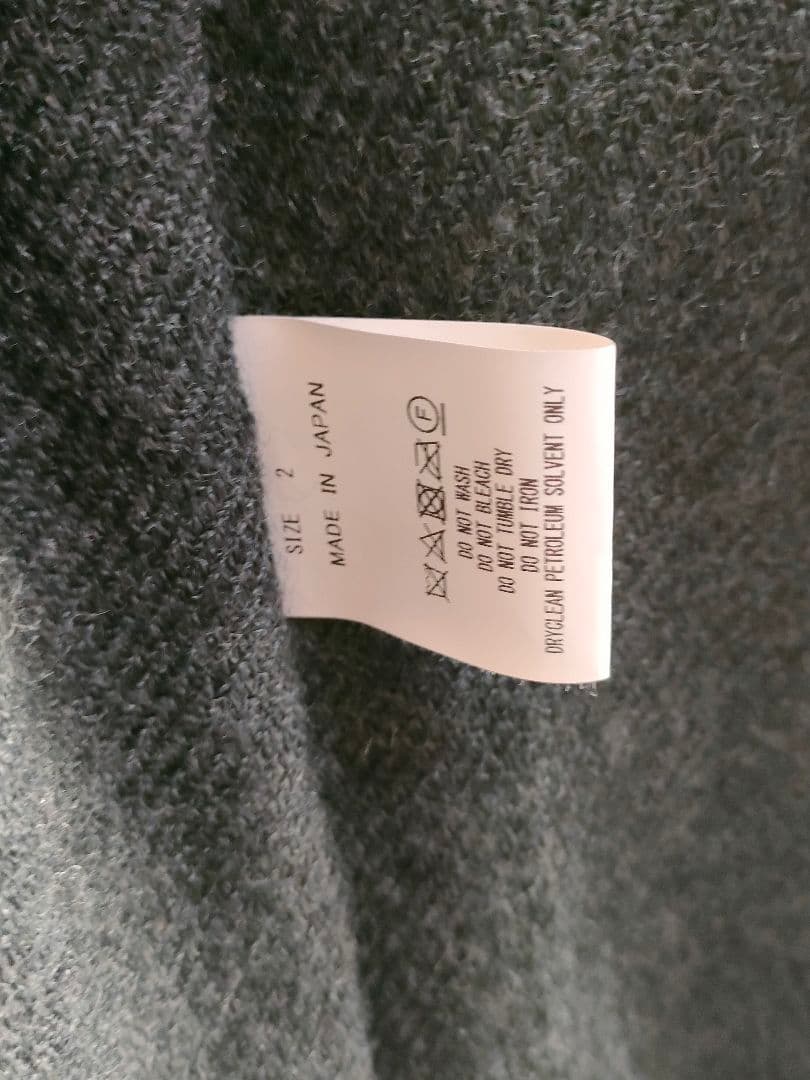 SIZE 2
MADE IN JAPAN
F
DO NOT WASH
DO NOT BLEACH
DO NOT TUMBLE DRY
DO NOT IRON
DRYCLEAN PETROLEUM SOLVENT ONLY